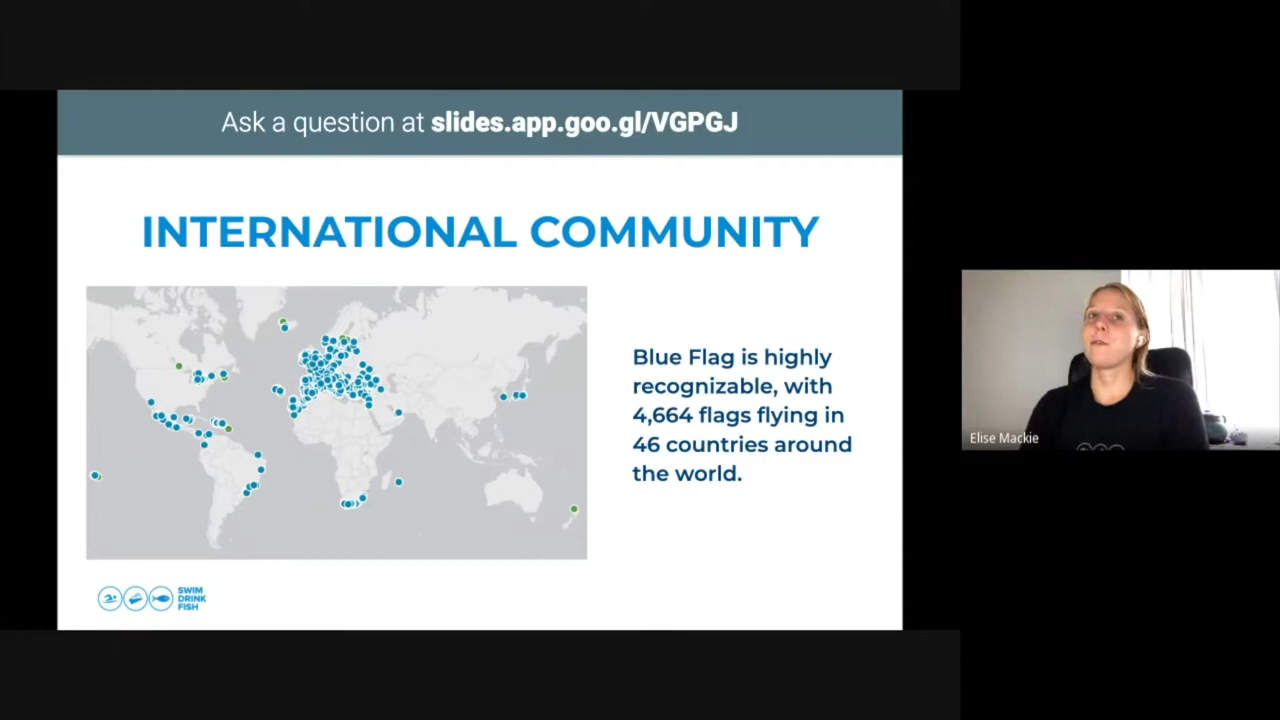 Ask a question at slides.app.goo.gl/VGPGJ
INTERNATIONAL COMMUNITY
Blue Flag is highly
recognizable, with
4,664 flags flying in
46 countries around
the world.
Elise Mackie
SWIM
DRINK
FISH